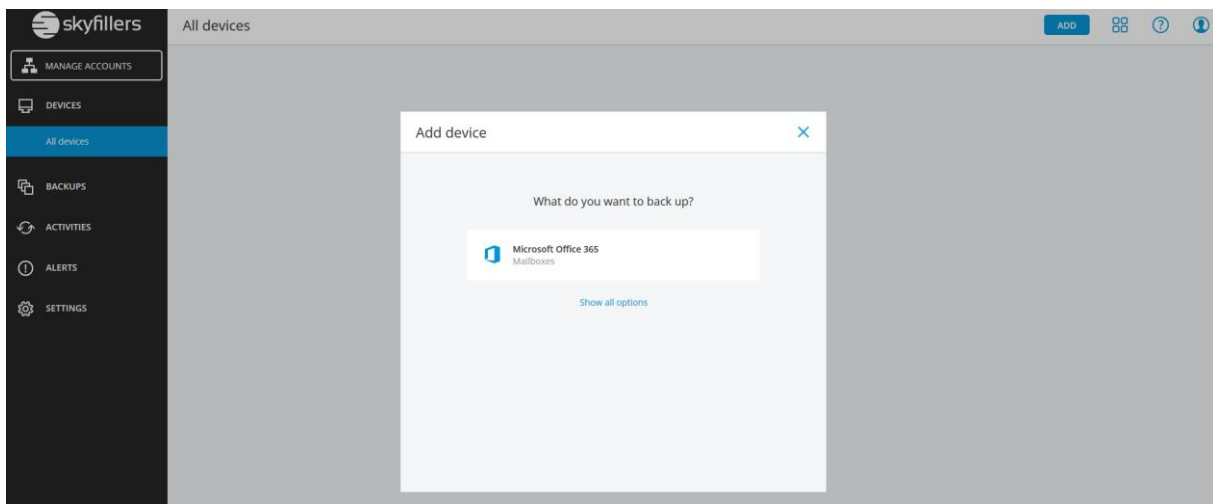 skyfillers
All devices
ADD
MANAGE ACCOUNTS
DEVICES
All devices
BACKUPS
ACTIVITIES
ALERTS
SETTINGS
Add device
What do you want to back up?
Microsoft Office 365
Mailboxes
Show all options